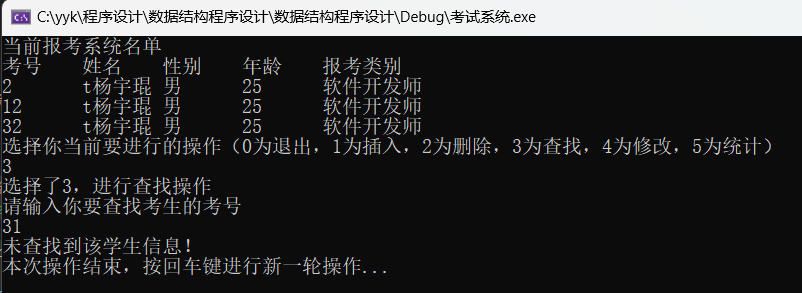 C:\yyk\程序设计\数据结构程序设计\数据结构程序设计\Debug\考试系统.exe
当前报考系统名单
考号 姓名 性别 年龄 报考类别
2 t杨宇琨 男 25 软件开发师
12 t杨宇琨 男 25 软件开发师
32 t杨宇琨 男 25 软件开发师
选择你当前要进行的操作（0为退出，1为插入，2为删除，3为查找，4为修改，5为统计）
3
选择了3，进行查找操作
请输入你要查找考生的考号
31
未查找到该学生信息！
本次操作结束，按回车键进行新一轮操作...